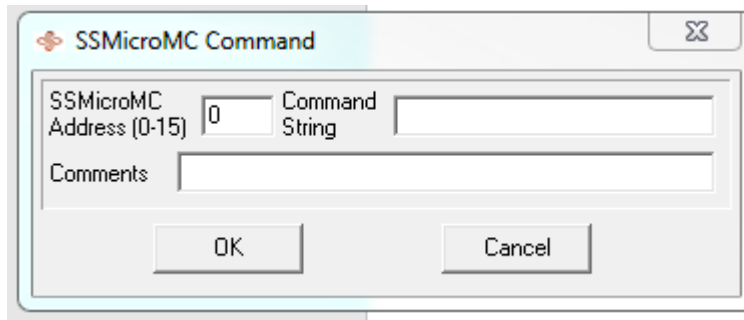 SSMicroMC Command
SSMicroMC
Address (0-15)
0
Command
String
Comments
OK
Cancel